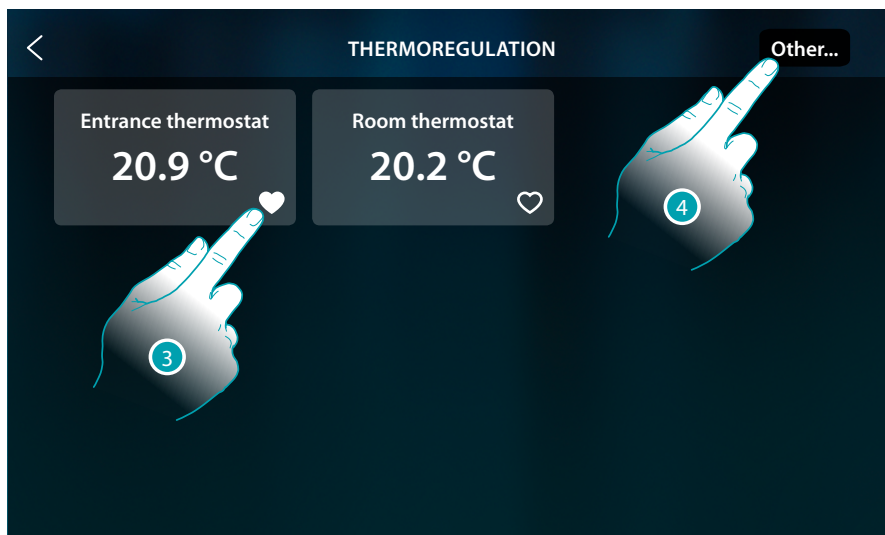 THERMOREGULATION
Other...
Entrance thermostat
20.9 °C
Room thermostat
20.2 °C
4
3